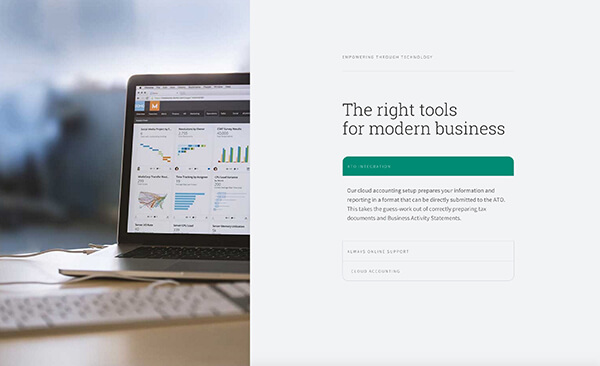 EMPOWERING THROUGH TECHNOLOGY
The right tools
for modern business
ATO INTEGRATION
Our cloud accounting setup prepares your information and
reporting in a format that can be directly submitted to the ATO.
This takes the guess-work out of correctly preparing tax
documents and Business Activity Statements.
ALWAYS ONLINE SUPPORT
CLOUD ACCOUNTING